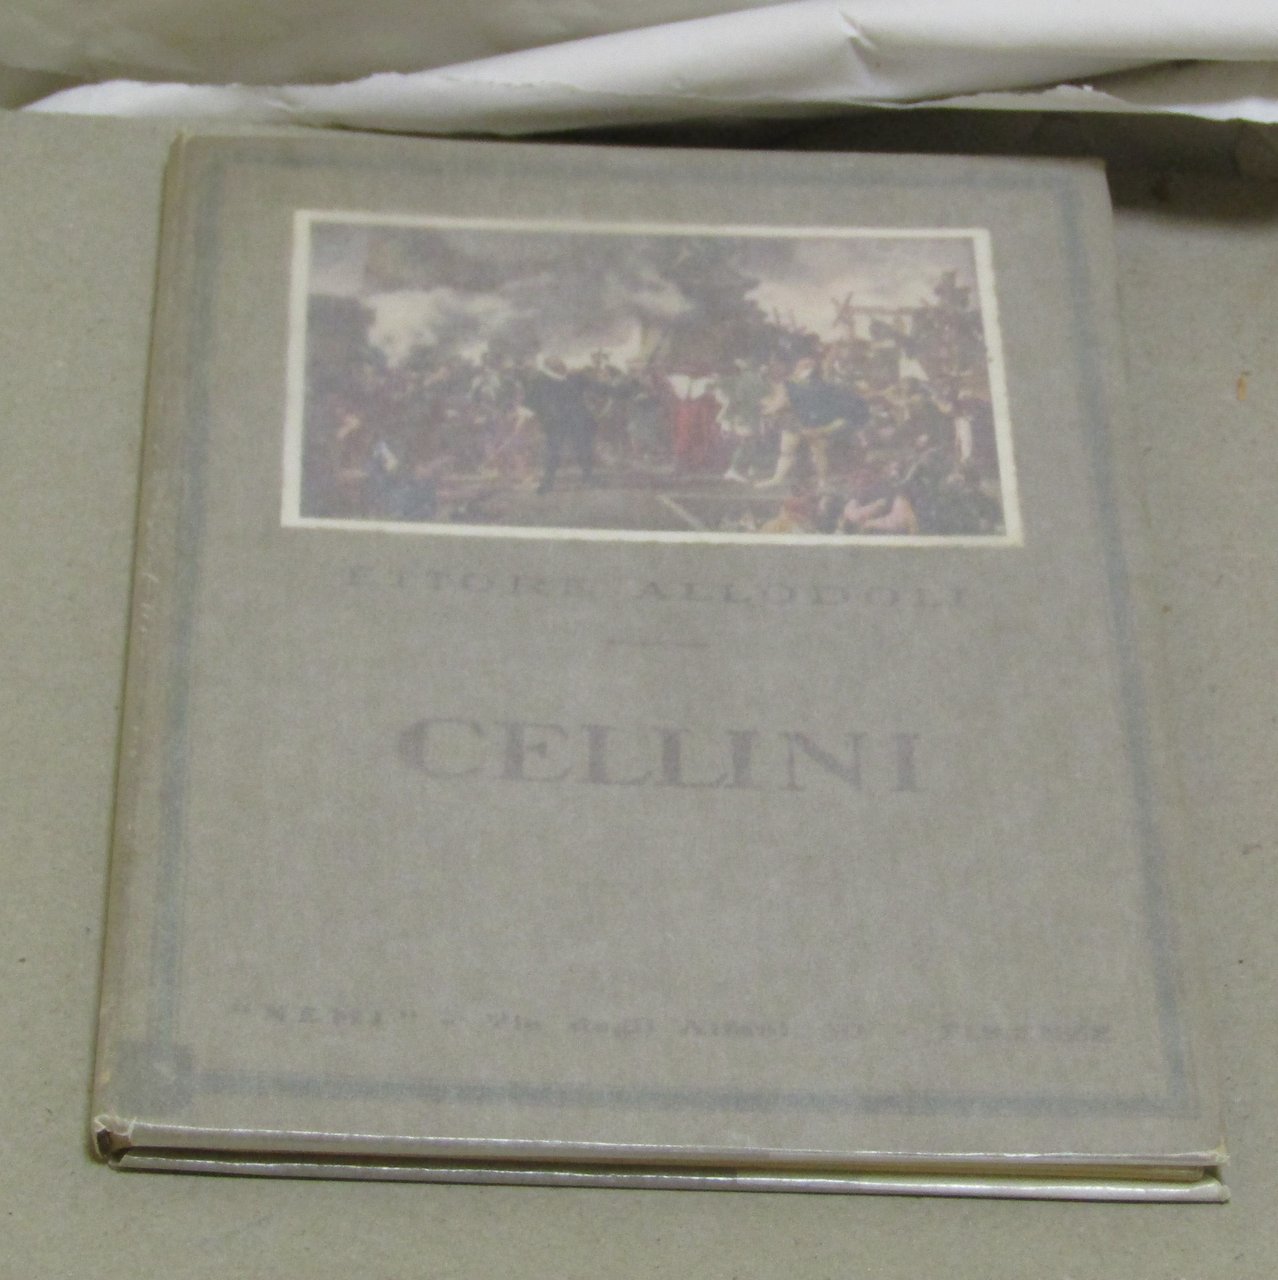 ETTORE ALLODOLI
CELLINI
"NEMI" - Via degli Alfani 50 - FIRENZE